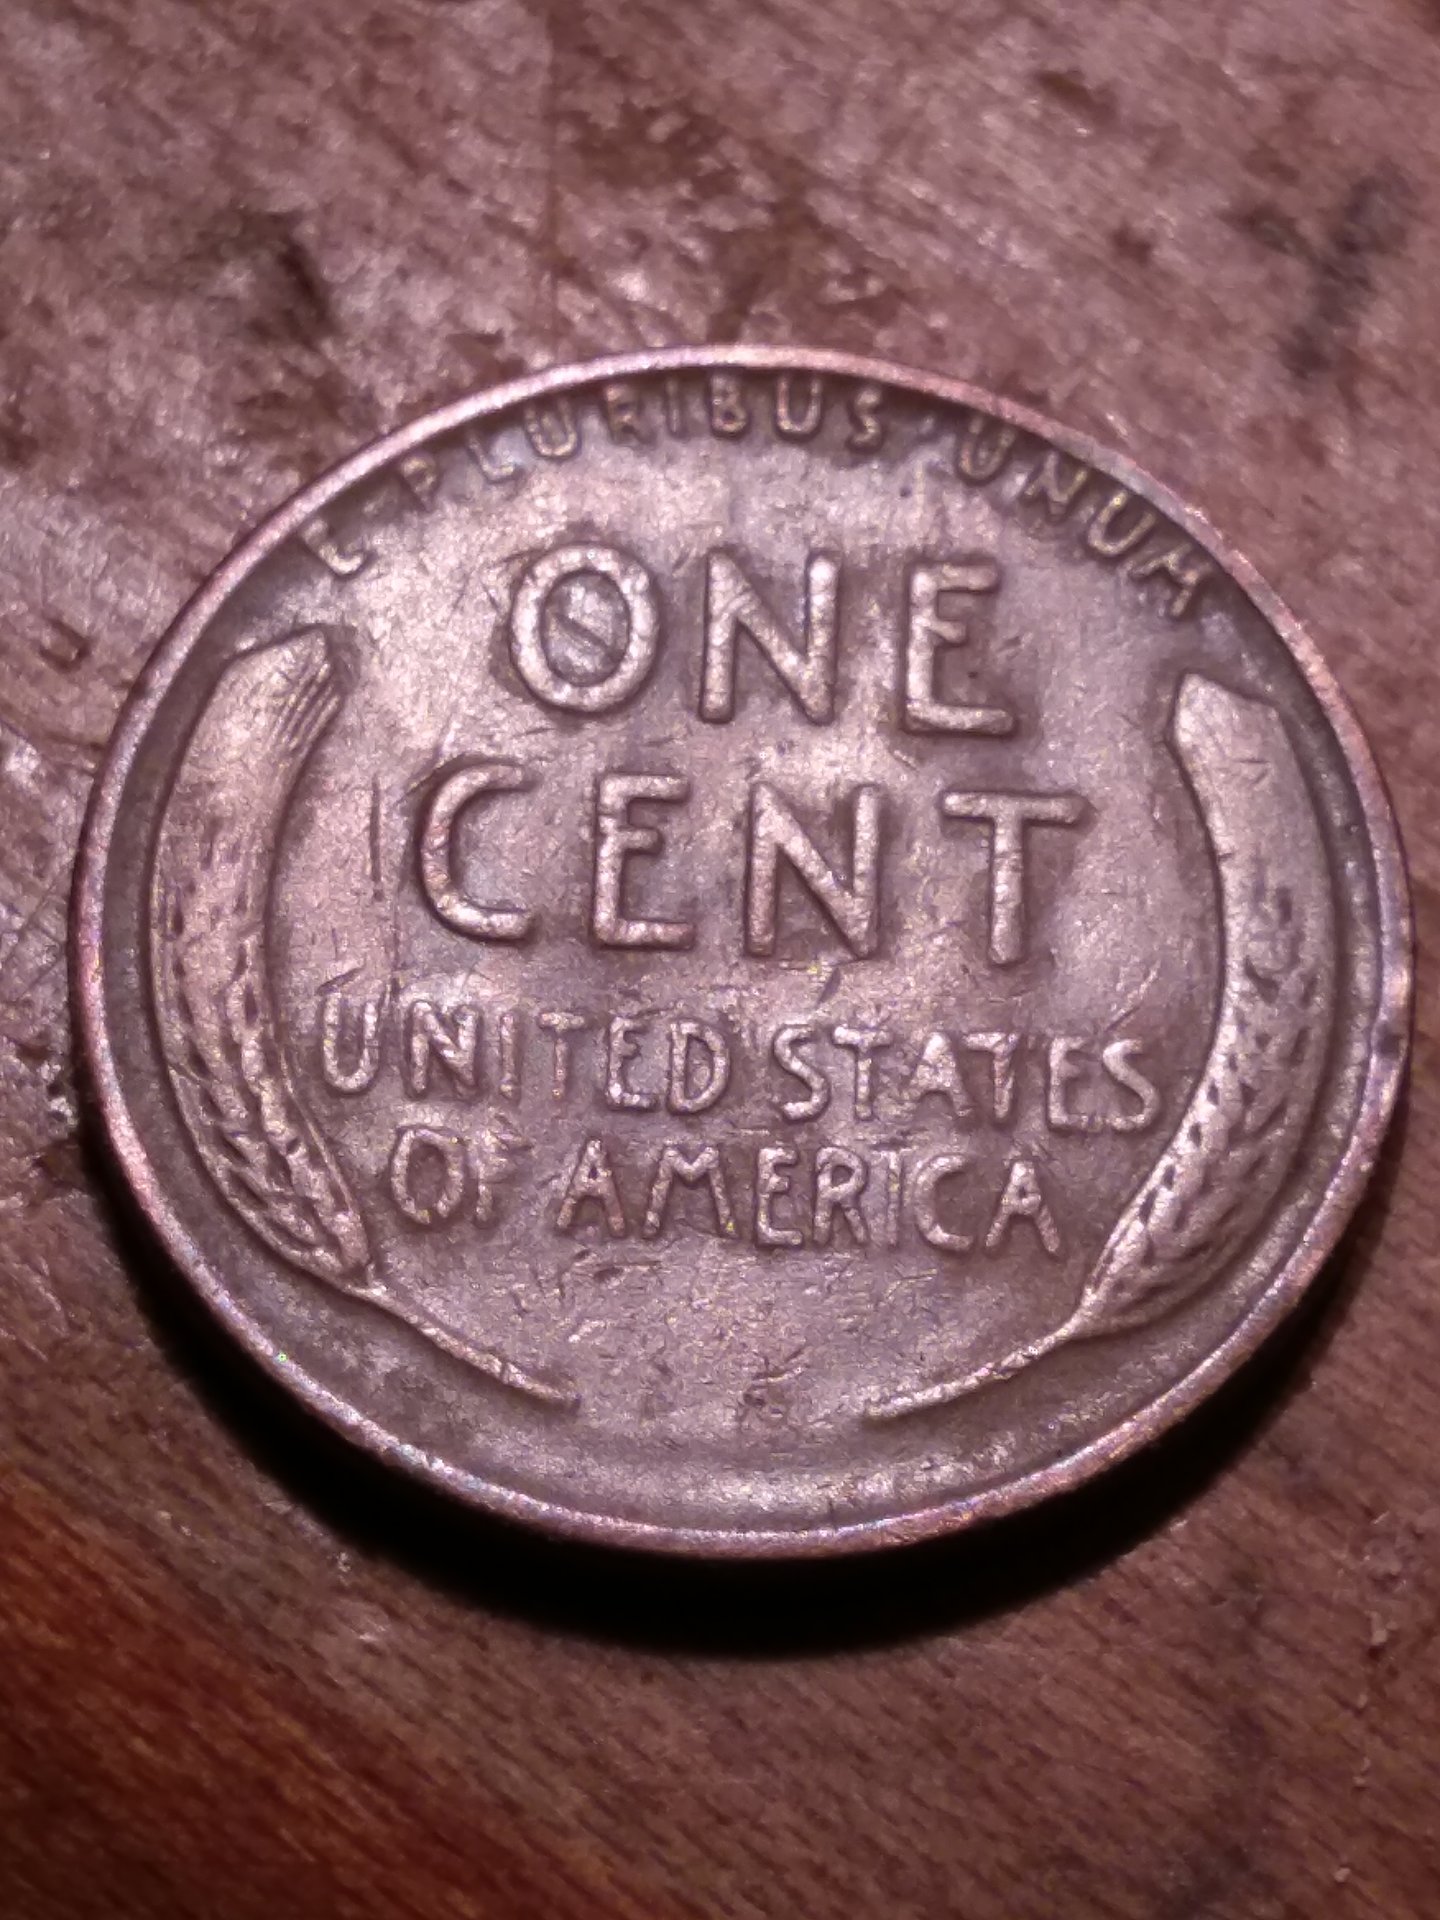 E PLURIBUS UNUM
ONE
CENT
UNITED STATES
OF AMERICA